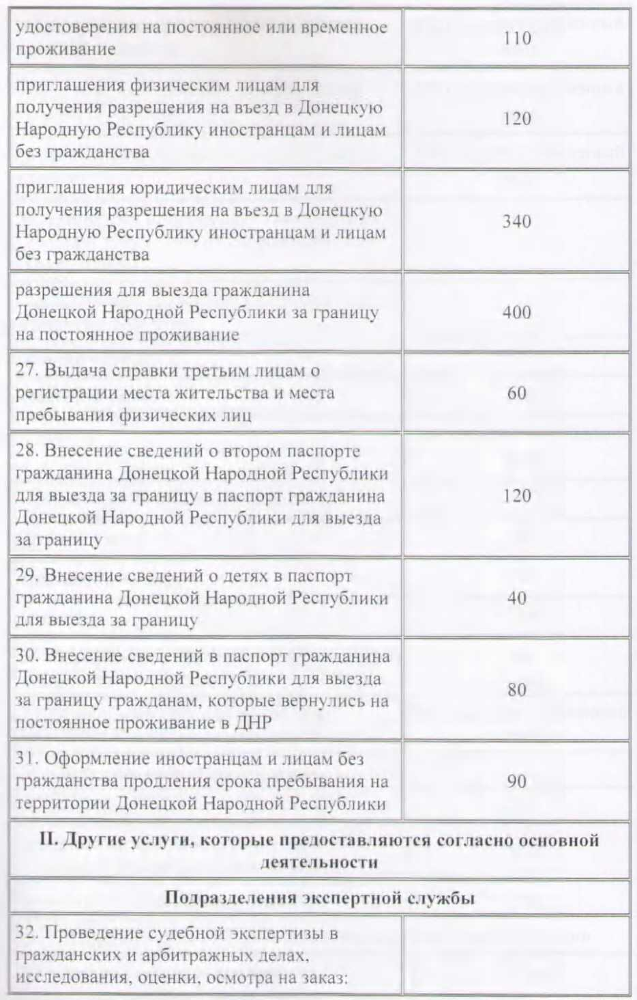 удостоверения на постоянное или временное
проживание
110
приглашения физическим лицам для
получения разрешения на въезд в Донецкую
Народную Республику иностранцам и лицам
без гражданства
120
приглашения юридическим лицам для
получения разрешения на въезд в Донецкую
Народную Республику иностранцам и лицам
без гражданства
340
разрешения для выезда гражданина
Донецкой Народной Республики за границу
на постоянное проживание
400
27. Выдача справки третьим лицам о
регистрации места жительства и места
пребывания физических лиц
60
28. Внесение сведений о втором паспорте
гражданина Донецкой Народной Республики
для выезда за границу в паспорт гражданина
Донецкой Народной Республики для выезда
за границу
120
29. Внесение сведений о детях в паспорт
гражданина Донецкой Народной Республики
для выезда за границу
40
30. Внесение сведений в паспорт гражданина
Донецкой Народной Республики для выезда
за границу гражданам, которые вернулись на
постоянное проживание в ДНР
80
31. Оформление иностранцам и лицам без
гражданства продления срока пребывания на
территории Донецкой Народной Республики
90
II. Другие услуги, которые предоставляются согласно основной
деятельности
Подразделения экспертной службы
32. Проведение судебной экспертизы в
гражданских и арбитражных делах,
исследования, оценки, осмотра на заказ: